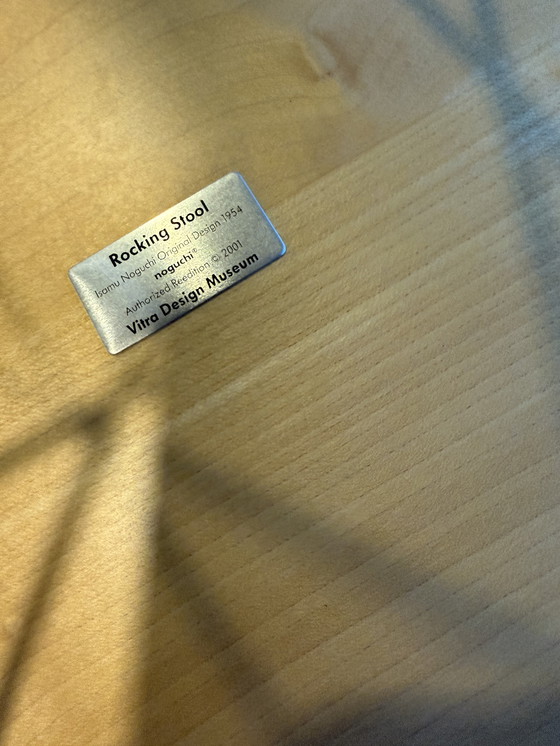 Rocking Stool
Isamu Noguchi Original Design 1954
noguchi®
Authorized Reedition © 2001
Vitra Design Museum